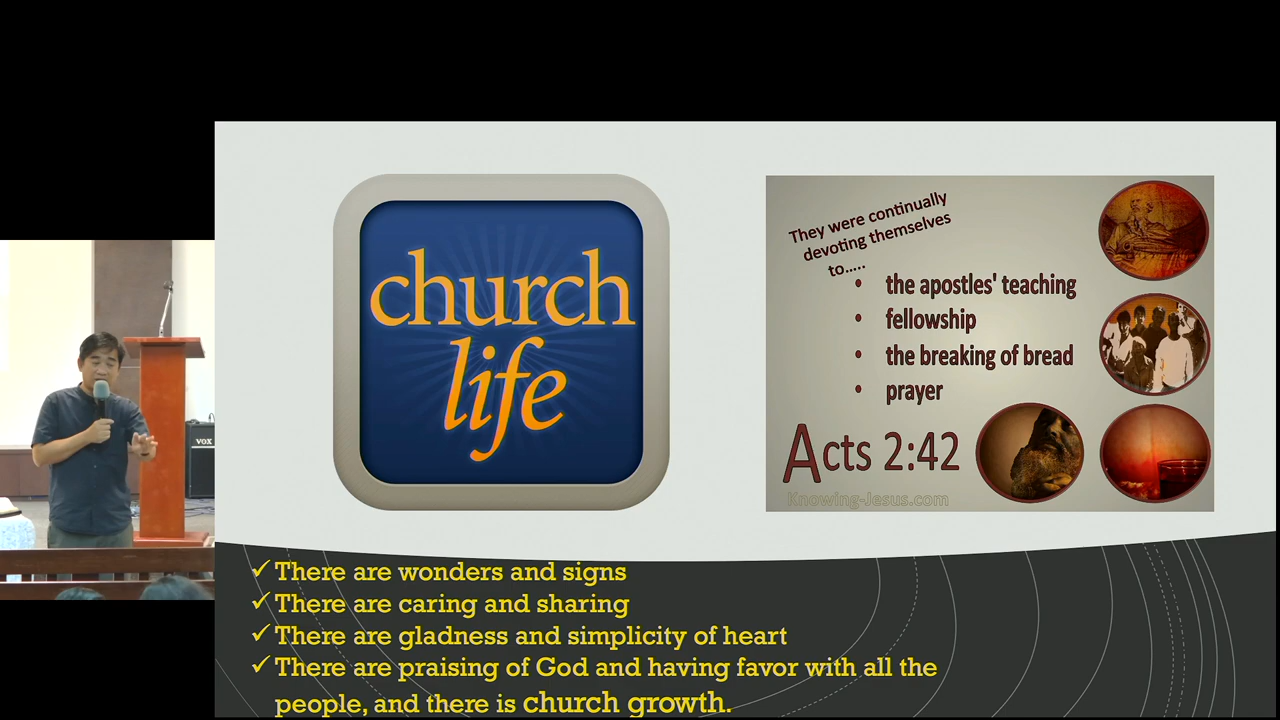 church
life
They were continually
devoting themselves
to.....
• the apostles' teaching
• fellowship
• the breaking of bread
• prayer
Acts 2:42
Knowing-Jesus.com
VOX
✓ There are wonders and signs
✓ There are caring and sharing
✓ There are gladness and simplicity of heart
✓ There are praising of God and having favor with all the
people, and there is church growth.